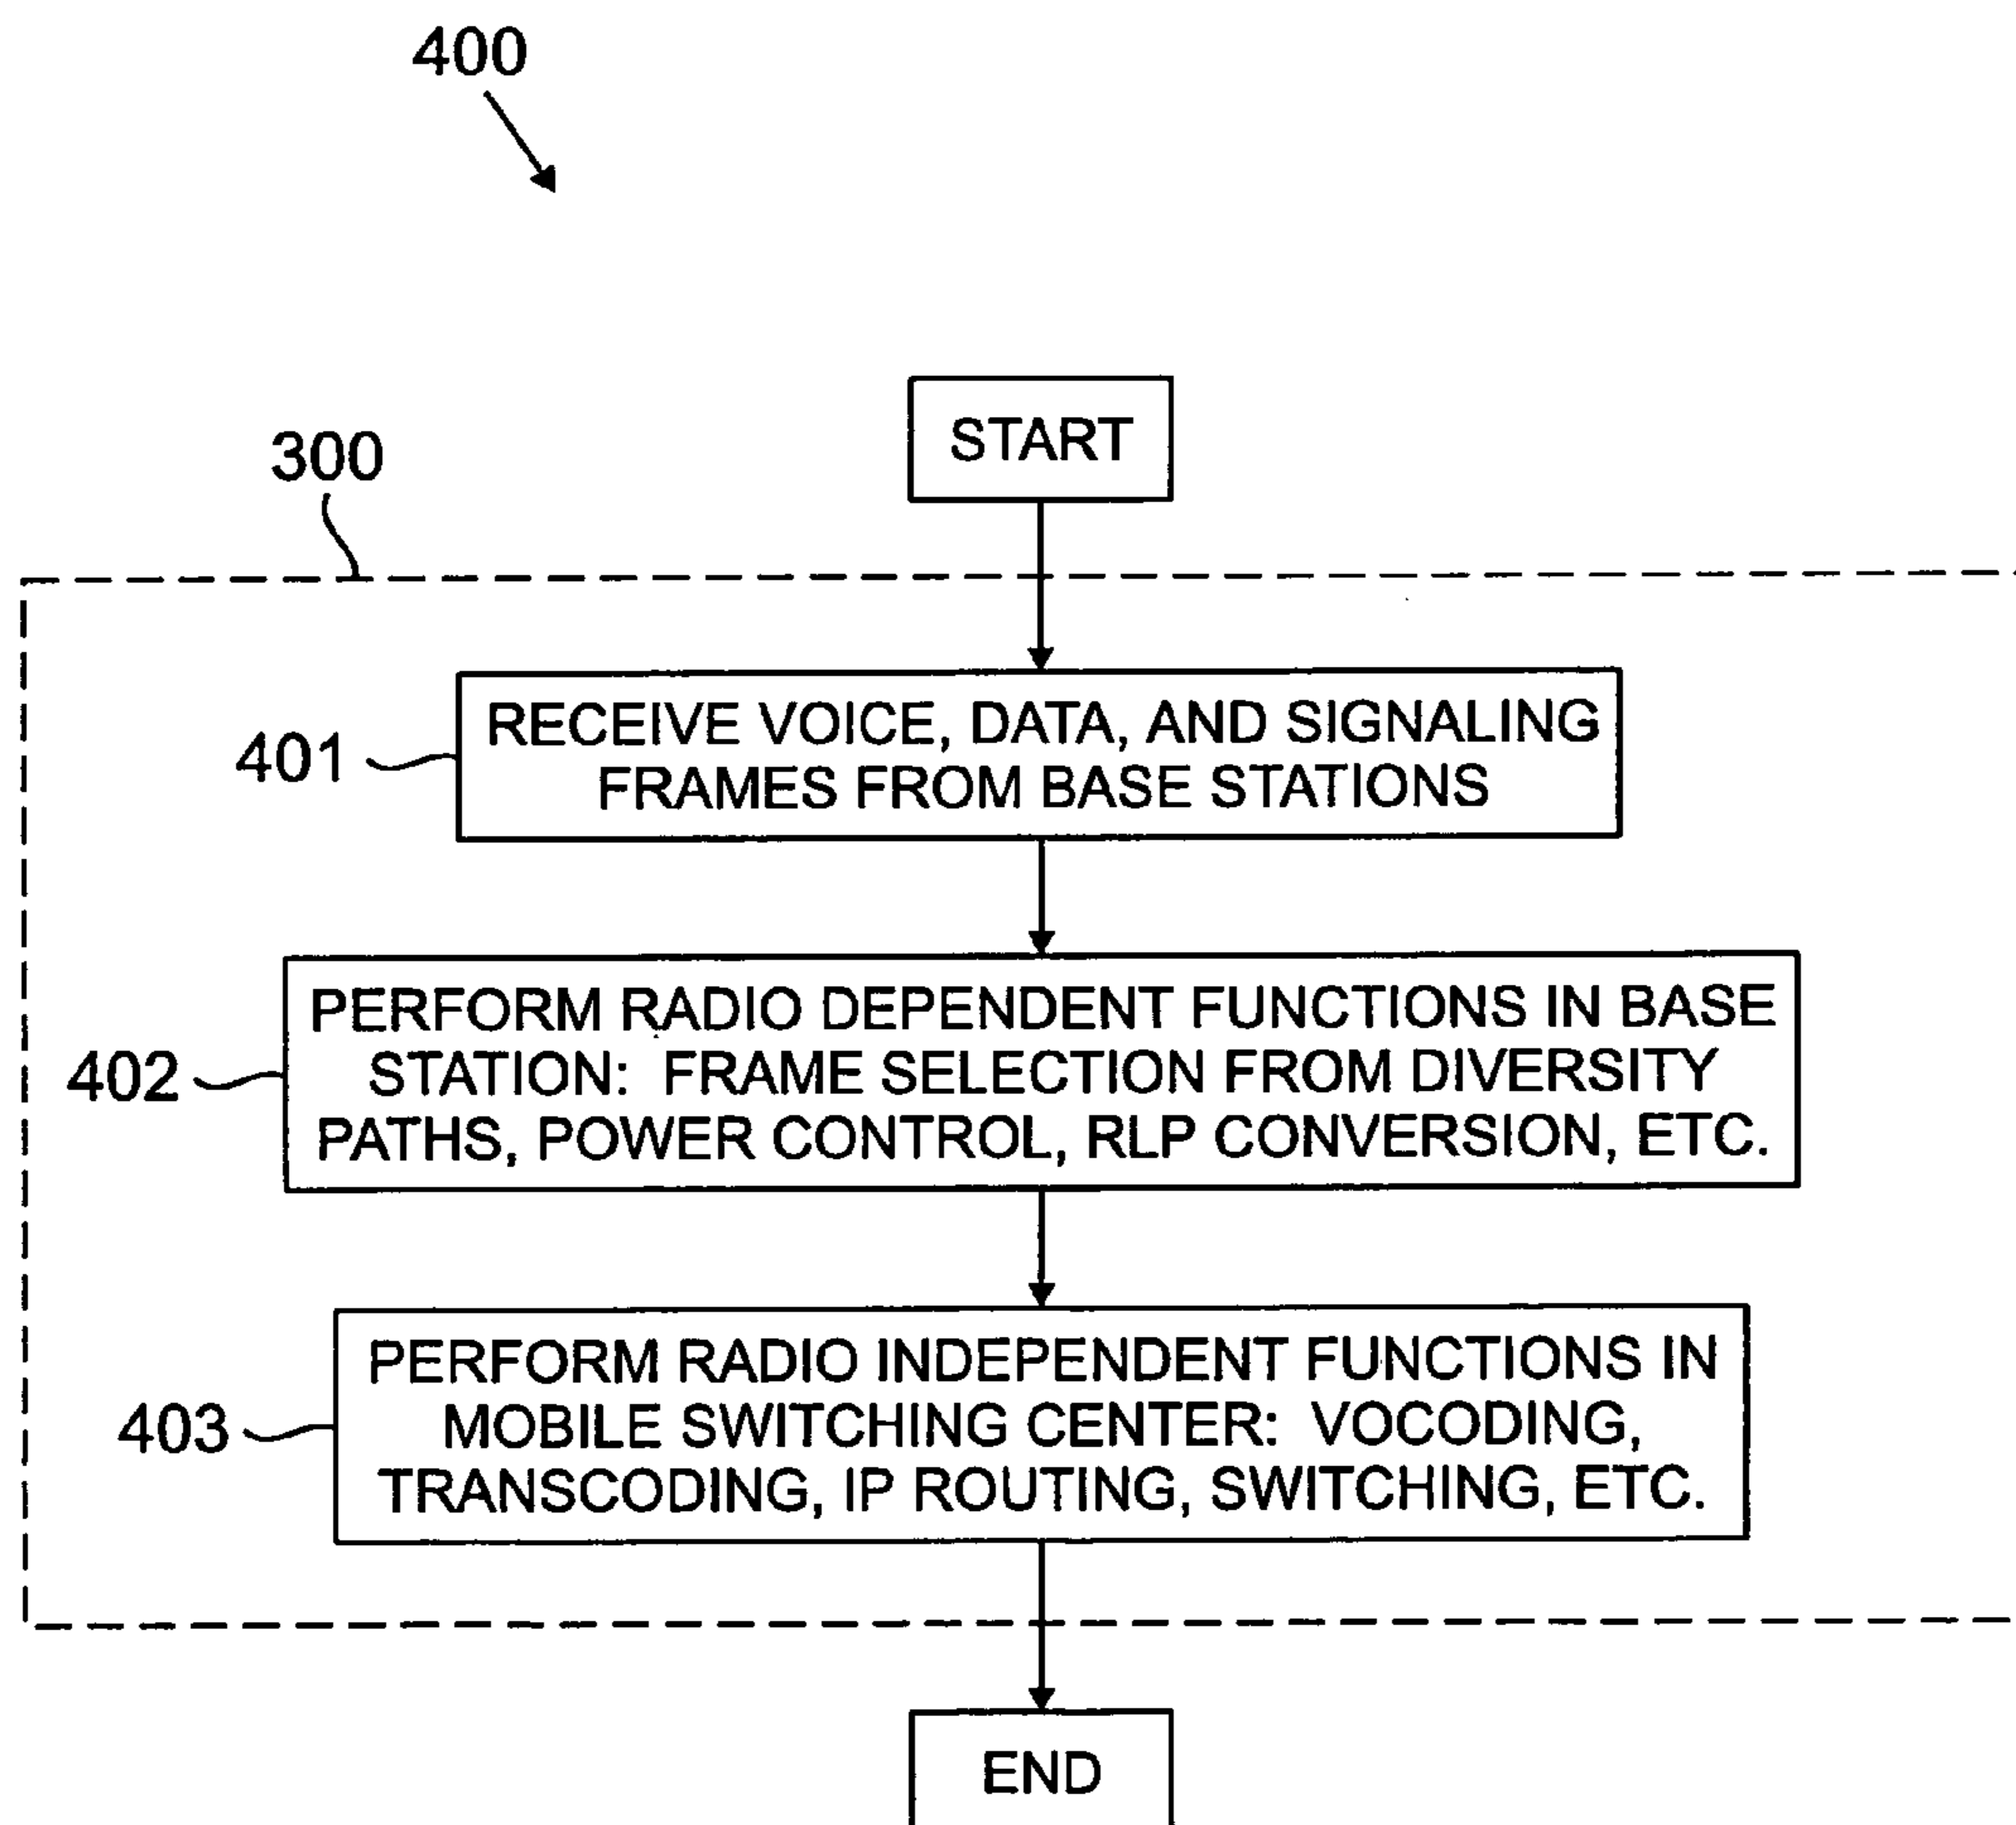 400
START
300
RECEIVE VOICE, DATA, AND SIGNALING
FRAMES FROM BASE STATIONS
401
PERFORM RADIO DEPENDENT FUNCTIONS IN BASE
STATION: FRAME SELECTION FROM DIVERSITY
PATHS, POWER CONTROL, RLP CONVERSION, ETC.
402
PERFORM RADIO INDEPENDENT FUNCTIONS IN
MOBILE SWITCHING CENTER: VOCODING,
TRANSCODING, IP ROUTING, SWITCHING, ETC.
403
END